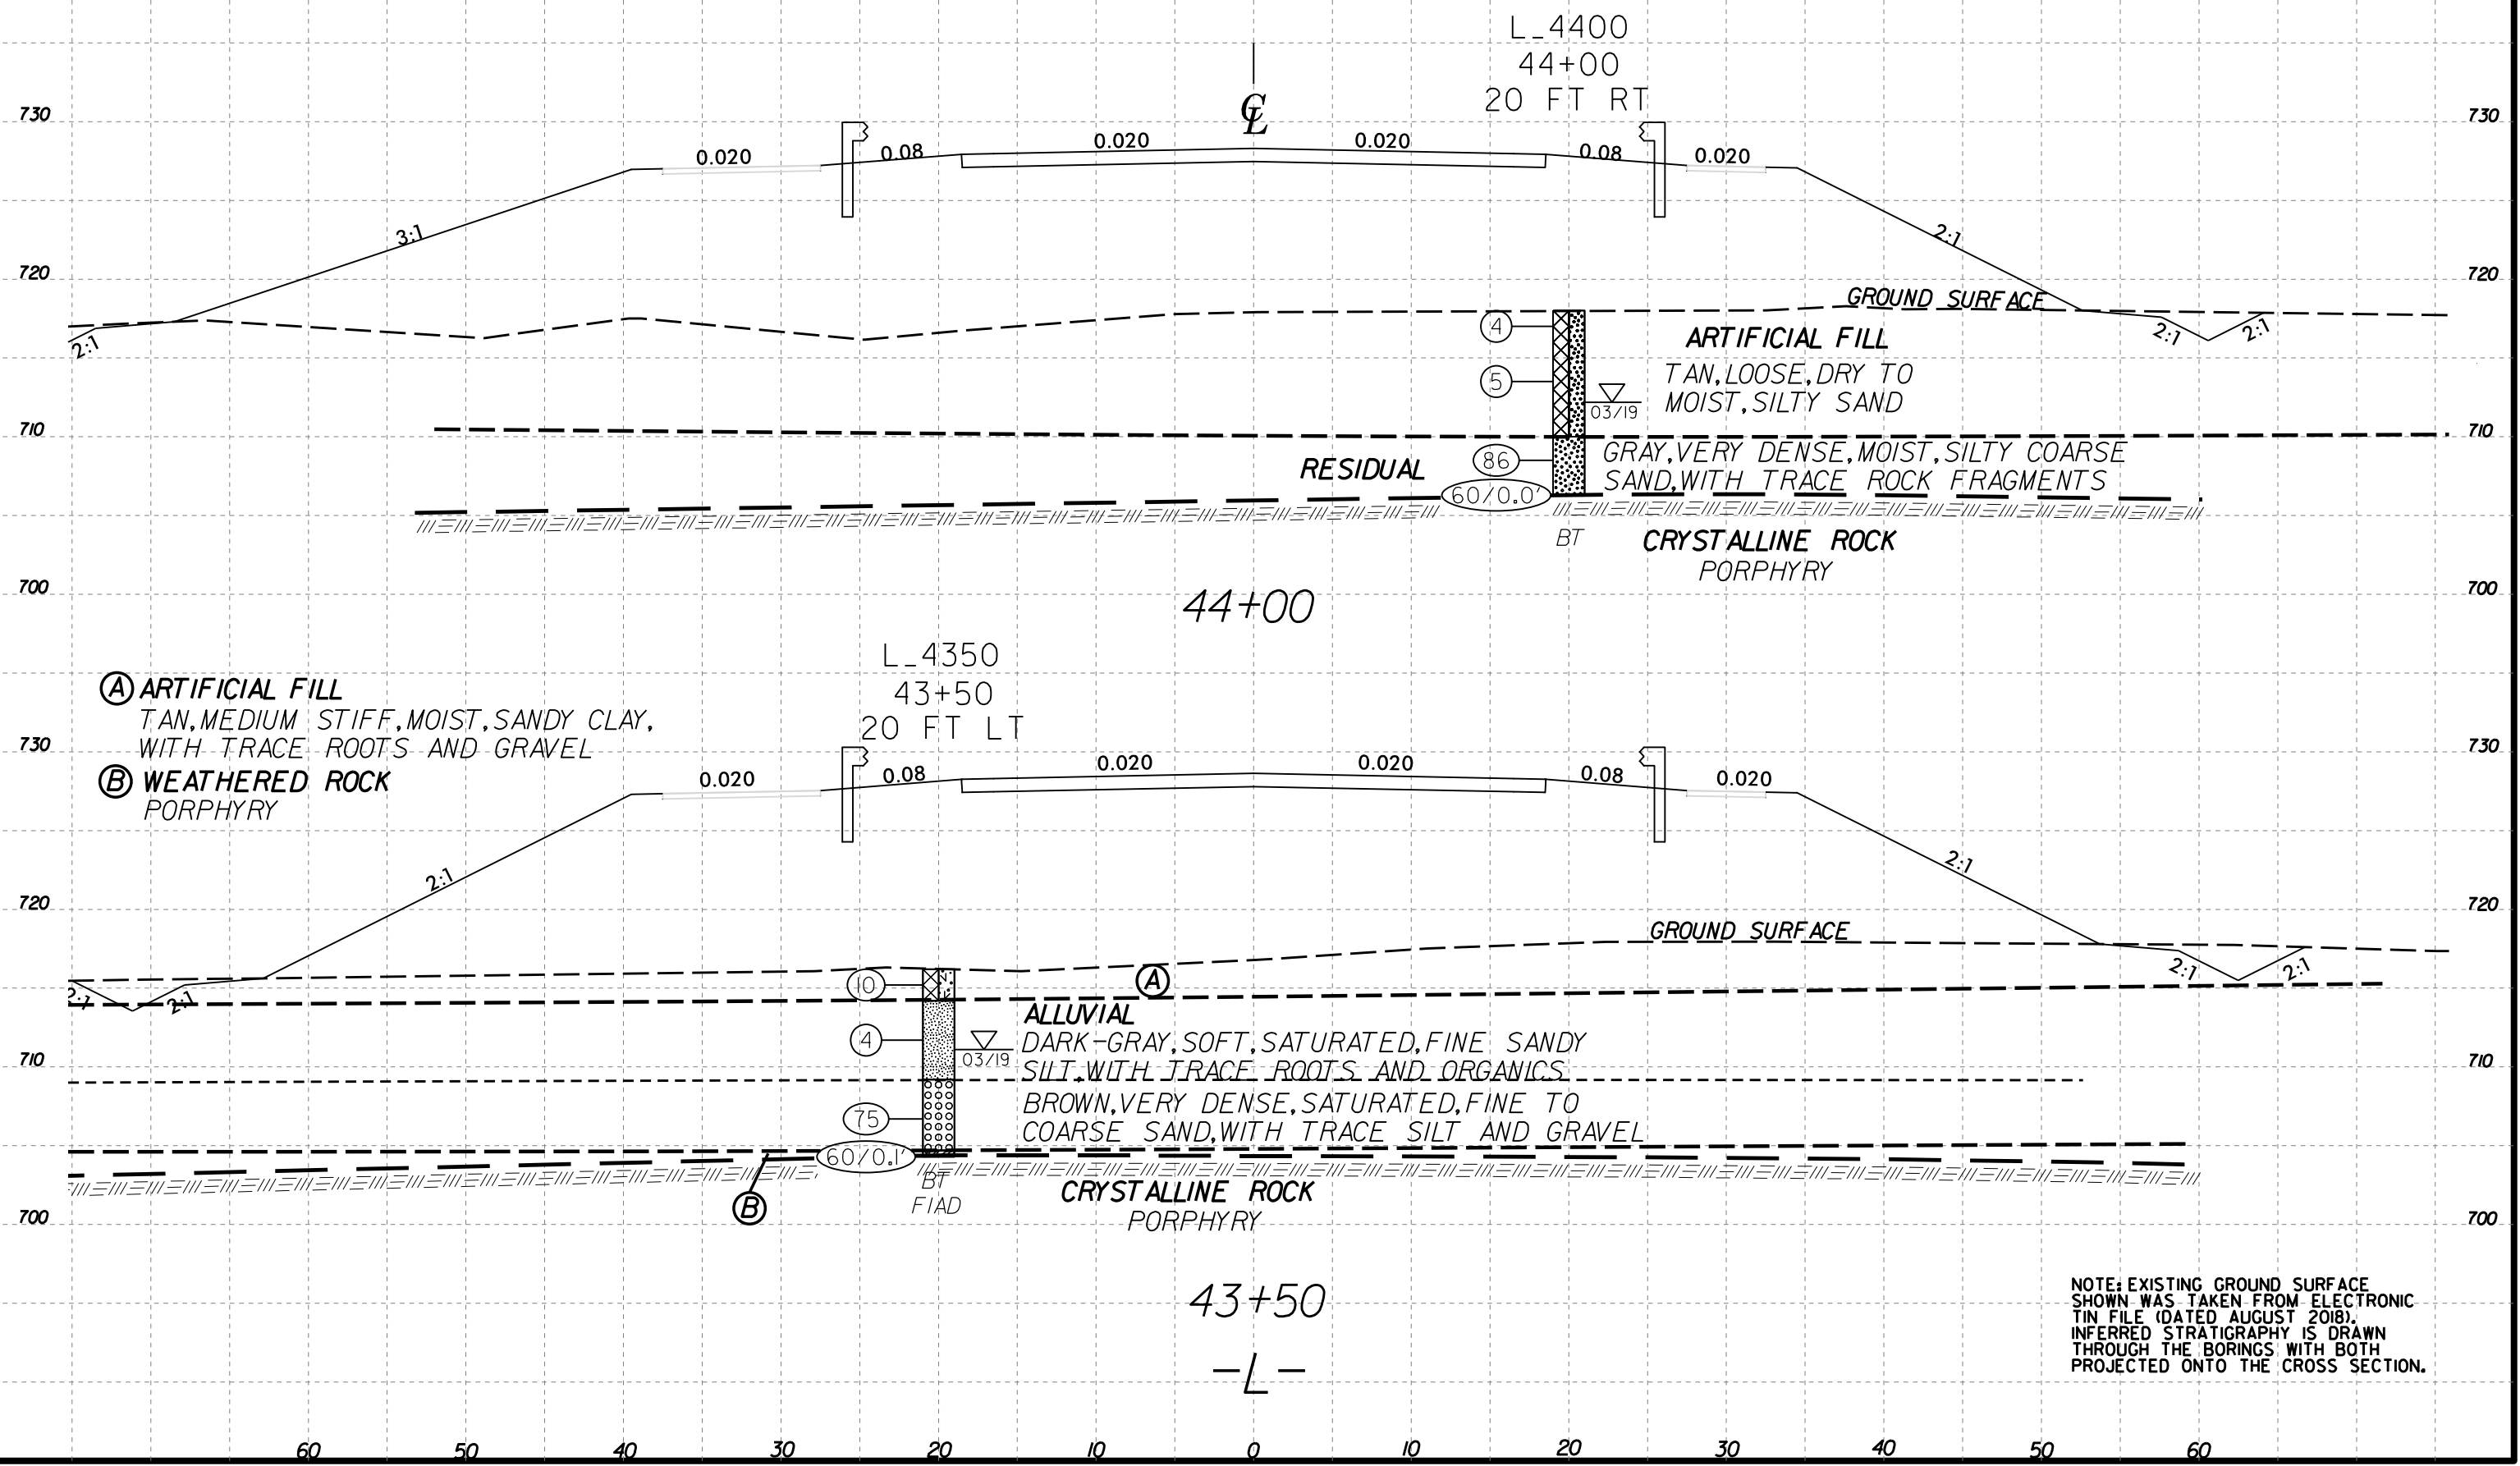 L_4400
44+00
20 FT RT
CL
730
730
0.020
0.08
0.020
0.020
0.08
0.020
3:1
2:1
720
720
GROUND SURFACE
2:1
2:1
2:1
4
ARTIFICIAL FILL
5
TAN, LOOSE, DRY TO
MOIST, SILTY SAND
03/19
710
710
RESIDUAL
86
GRAY, VERY DENSE, MOIST, SILTY COARSE
SAND, WITH TRACE ROCK FRAGMENTS
60/0.0'
BT
CRYSTALLINE ROCK
PORPHYRY
700
700
44+00
L_4350
43+50
20 FT LT
A ARTIFICIAL FILL
TAN, MEDIUM STIFF, MOIST, SANDY CLAY,
WITH TRACE ROOTS AND GRAVEL
B WEATHERED ROCK
PORPHYRY
730
730
0.020
0.08
0.020
0.020
0.08
0.020
2:1
2:1
720
720
GROUND SURFACE
2:1
2:1
2:1
2:1
10
A
ALLUVIAL
4
DARK-GRAY, SOFT, SATURATED, FINE SANDY
SILT, WITH TRACE ROOTS AND ORGANICS
03/19
710
710
75
BROWN, VERY DENSE, SATURATED, FINE TO
COARSE SAND, WITH TRACE SILT AND GRAVEL
60/0.1'
B
BT
FIAD
CRYSTALLINE ROCK
PORPHYRY
700
700
43+50
-L-
NOTE: EXISTING GROUND SURFACE
SHOWN WAS TAKEN FROM ELECTRONIC
TIN FILE (DATED AUGUST 2018).
INFERRED STRATIGRAPHY IS DRAWN
THROUGH THE BORINGS WITH BOTH
PROJECTED ONTO THE CROSS SECTION.
60 50 40 30 20 10 0 10 20 30 40 50 60